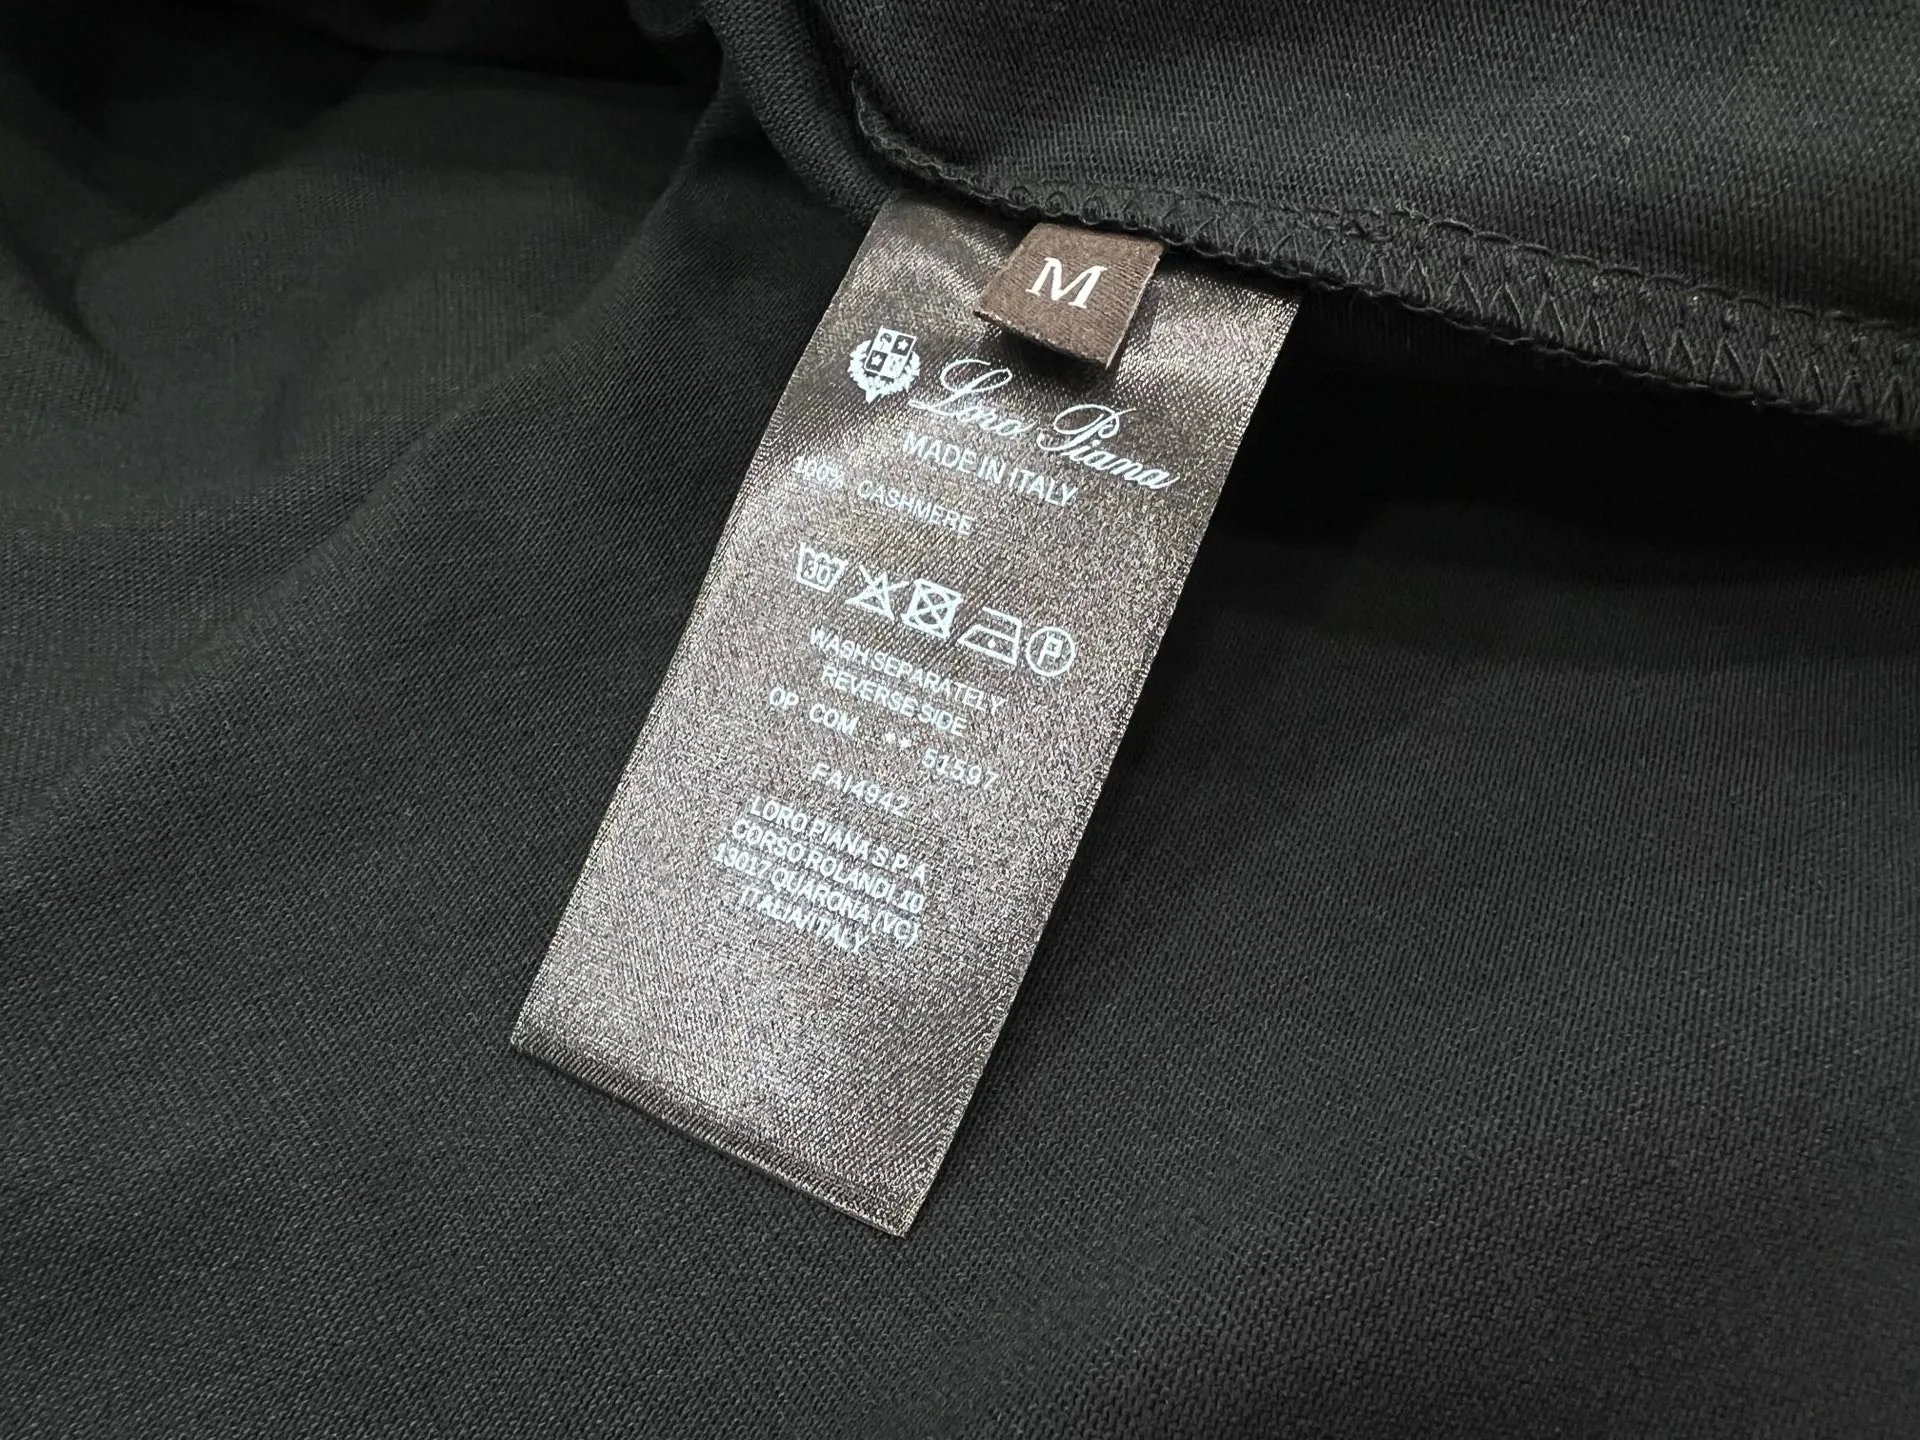 M
Loro Piana
MADE IN ITALY
100% CASHMERE
30
P
WASH SEPARATELY
REVERSE SIDE
OP COM ** 51597
FAI4942
LORO PIANA S.P.A
CORSO ROLANDI,10
13017 QUARONA (VC)
ITALIA/ITALY